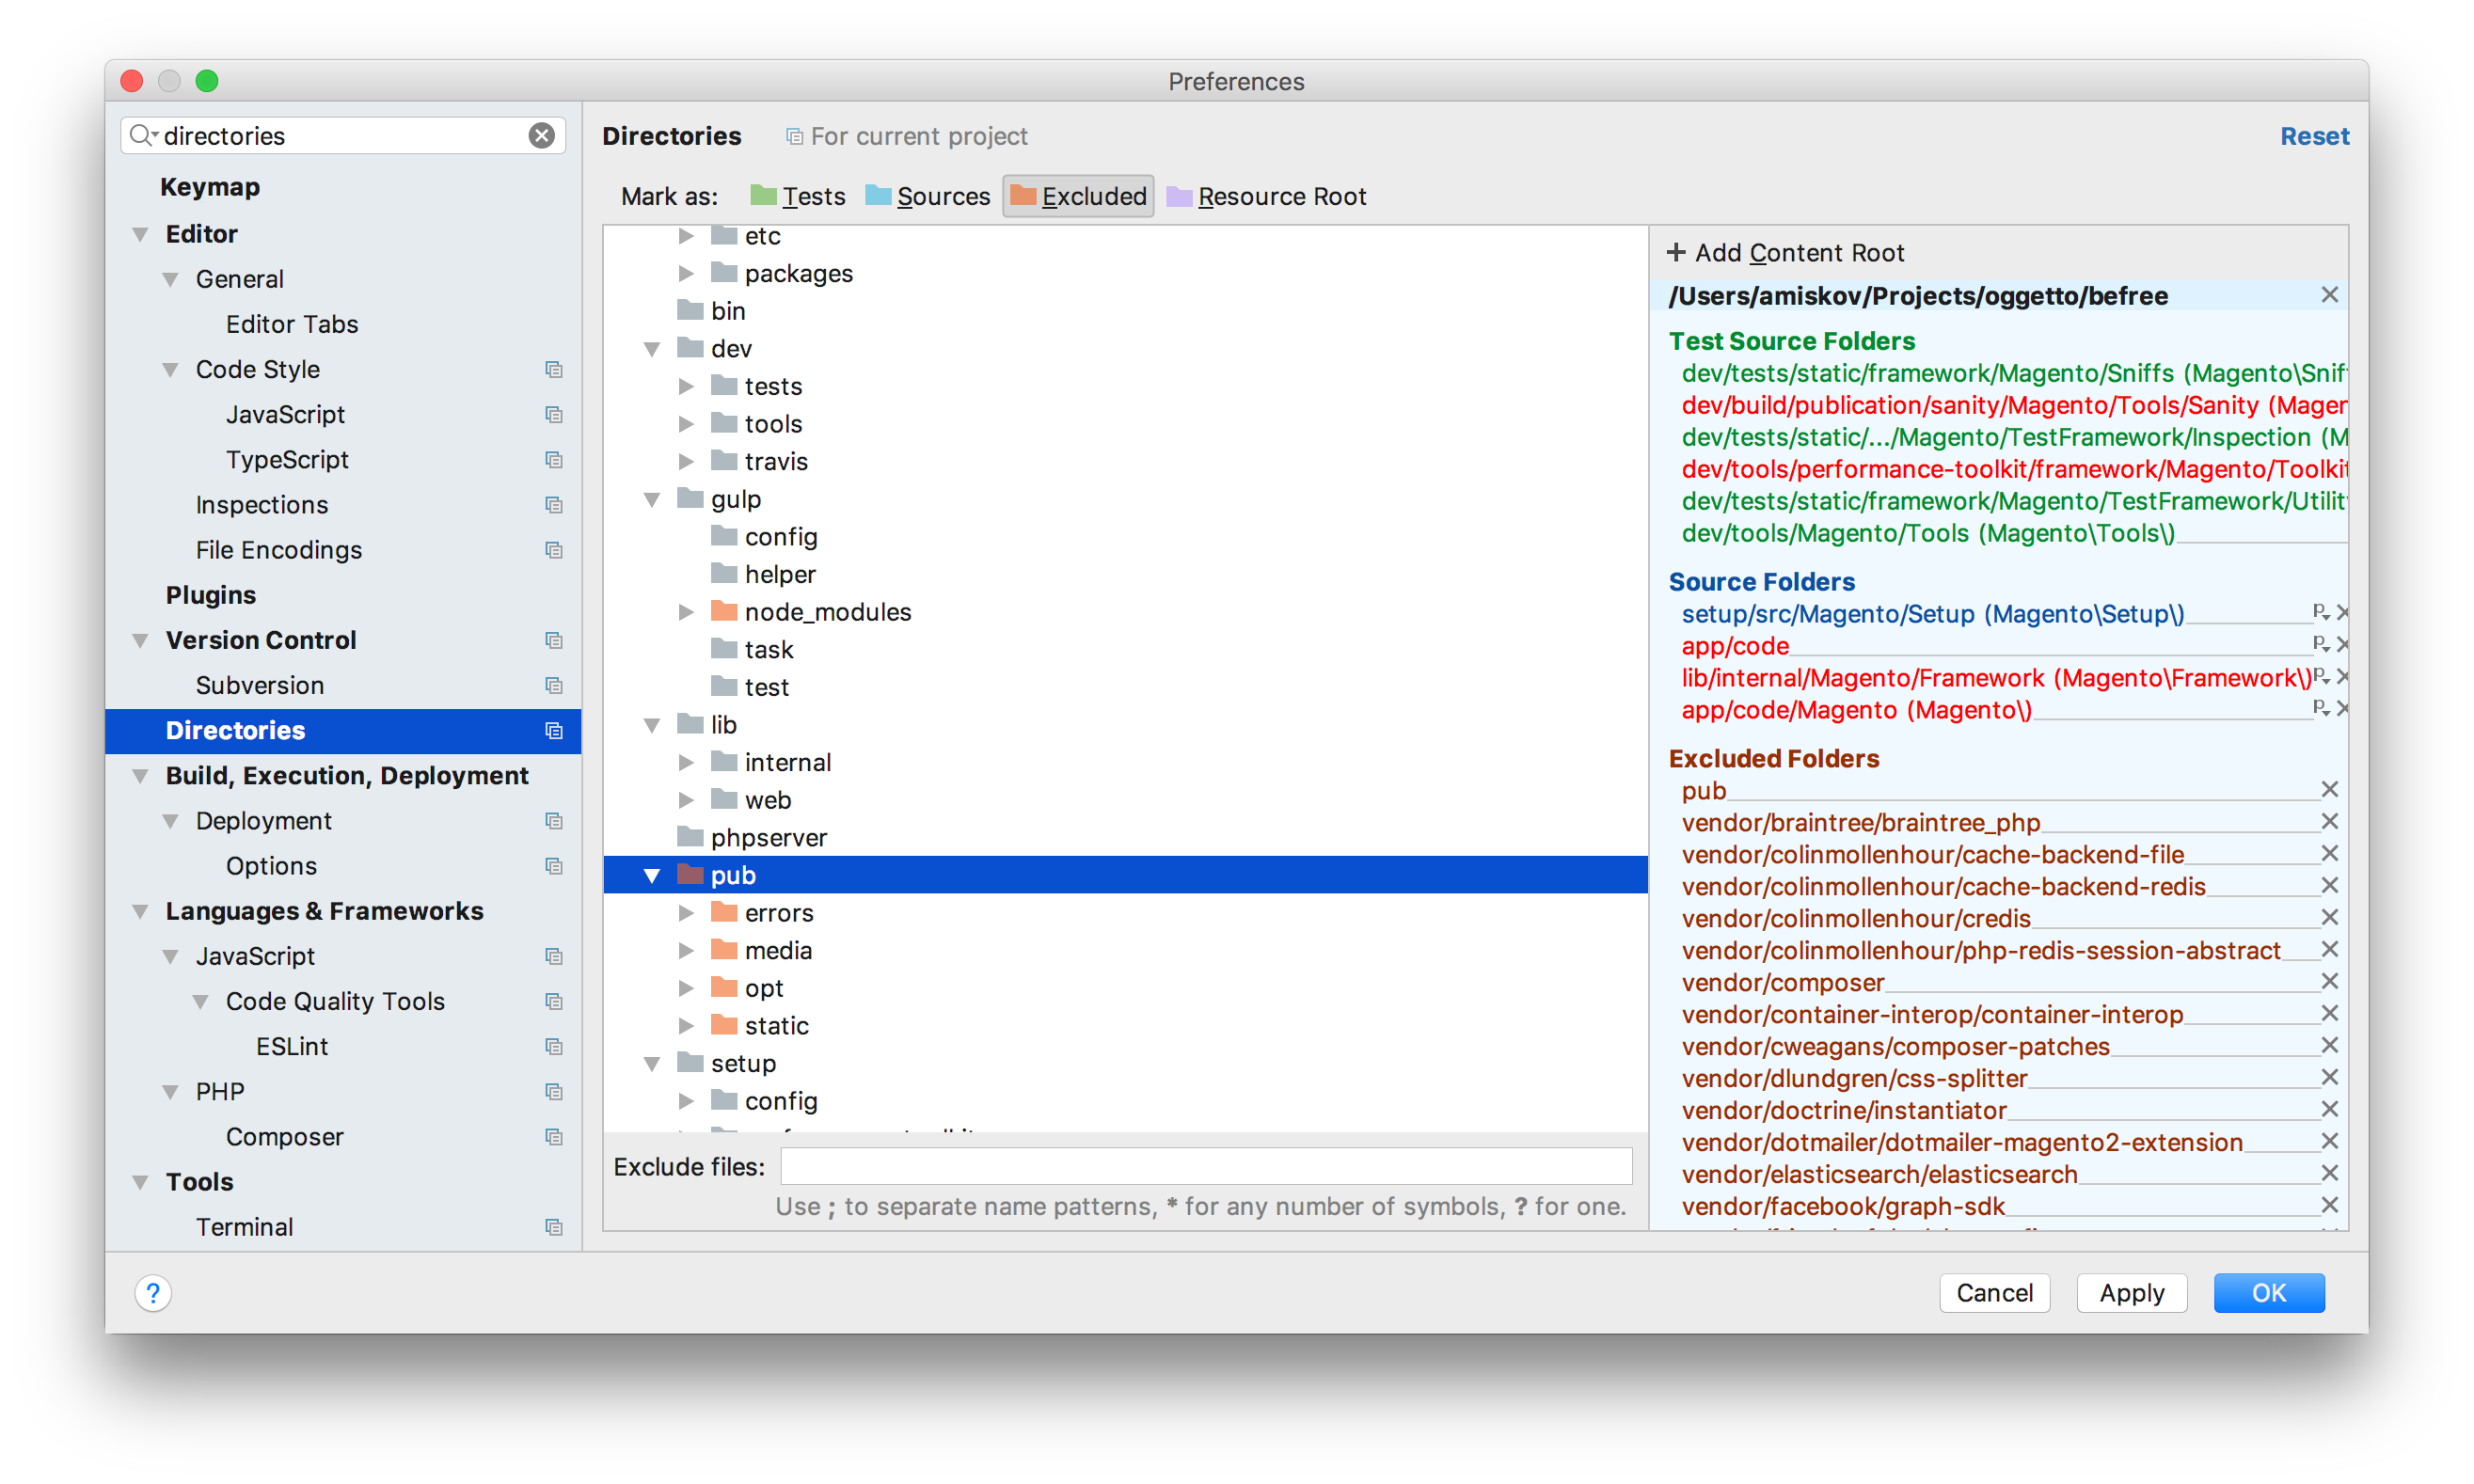 Preferences
directories
Keymap
Editor
General
Editor Tabs
Code Style
JavaScript
TypeScript
Inspections
File Encodings
Plugins
Version Control
Subversion
Directories
Build, Execution, Deployment
Deployment
Options
Languages & Frameworks
JavaScript
Code Quality Tools
ESLint
PHP
Composer
Tools
Terminal
Directories For current project Reset
Mark as: Tests Sources Excluded Resource Root
etc
packages
bin
dev
tests
tools
travis
gulp
config
helper
node_modules
task
test
lib
internal
web
phpserver
pub
errors
media
opt
static
setup
config
Exclude files:
Use ; to separate name patterns, * for any number of symbols, ? for one.
+ Add Content Root
/Users/amiskov/Projects/oggetto/befree
Test Source Folders
dev/tests/static/framework/Magento/Sniffs (Magento\Snif
dev/build/publication/sanity/Magento/Tools/Sanity (Magen
dev/tests/static/.../Magento/TestFramework/Inspection (M
dev/tools/performance-toolkit/framework/Magento/Toolkit
dev/tests/static/framework/Magento/TestFramework/Utility
dev/tools/Magento/Tools (Magento\Tools\)
Source Folders
setup/src/Magento/Setup (Magento\Setup\)
app/code
lib/internal/Magento/Framework (Magento\Framework\)
app/code/Magento (Magento\)
Excluded Folders
pub
vendor/braintree/braintree_php
vendor/colinmollenhour/cache-backend-file
vendor/colinmollenhour/cache-backend-redis
vendor/colinmollenhour/credis
vendor/colinmollenhour/php-redis-session-abstract
vendor/composer
vendor/container-interop/container-interop
vendor/cweagans/composer-patches
vendor/dlundgren/css-splitter
vendor/doctrine/instantiator
vendor/dotmailer/dotmailer-magento2-extension
vendor/elasticsearch/elasticsearch
vendor/facebook/graph-sdk
? Cancel Apply OK